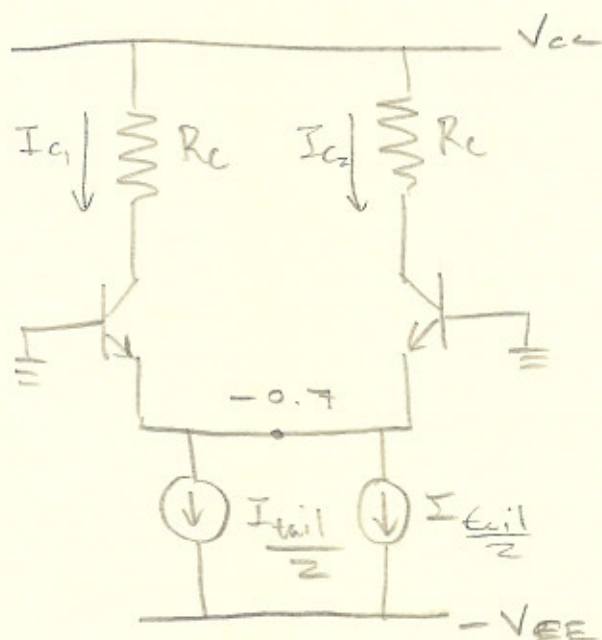 Vcc
Ic₁
Rc
Ic₂
Rc
-0.7
Itail/2
Itail/2
-VEE